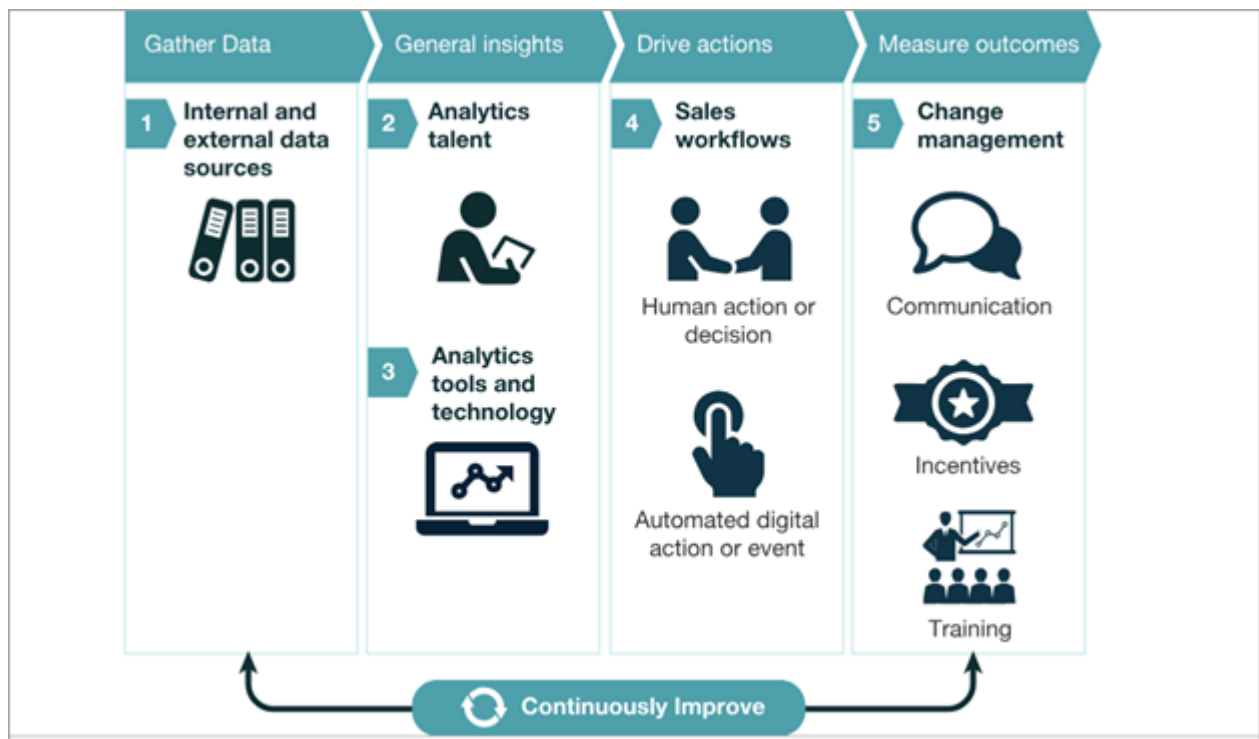 Gather Data
General insights
Drive actions
Measure outcomes
1
Internal and
external data
sources
2
Analytics
talent
3
Analytics
tools and
technology
4
Sales
workflows
Human action or
decision
Automated digital
action or event
5
Change
management
Communication
Incentives
Training
Continuously Improve